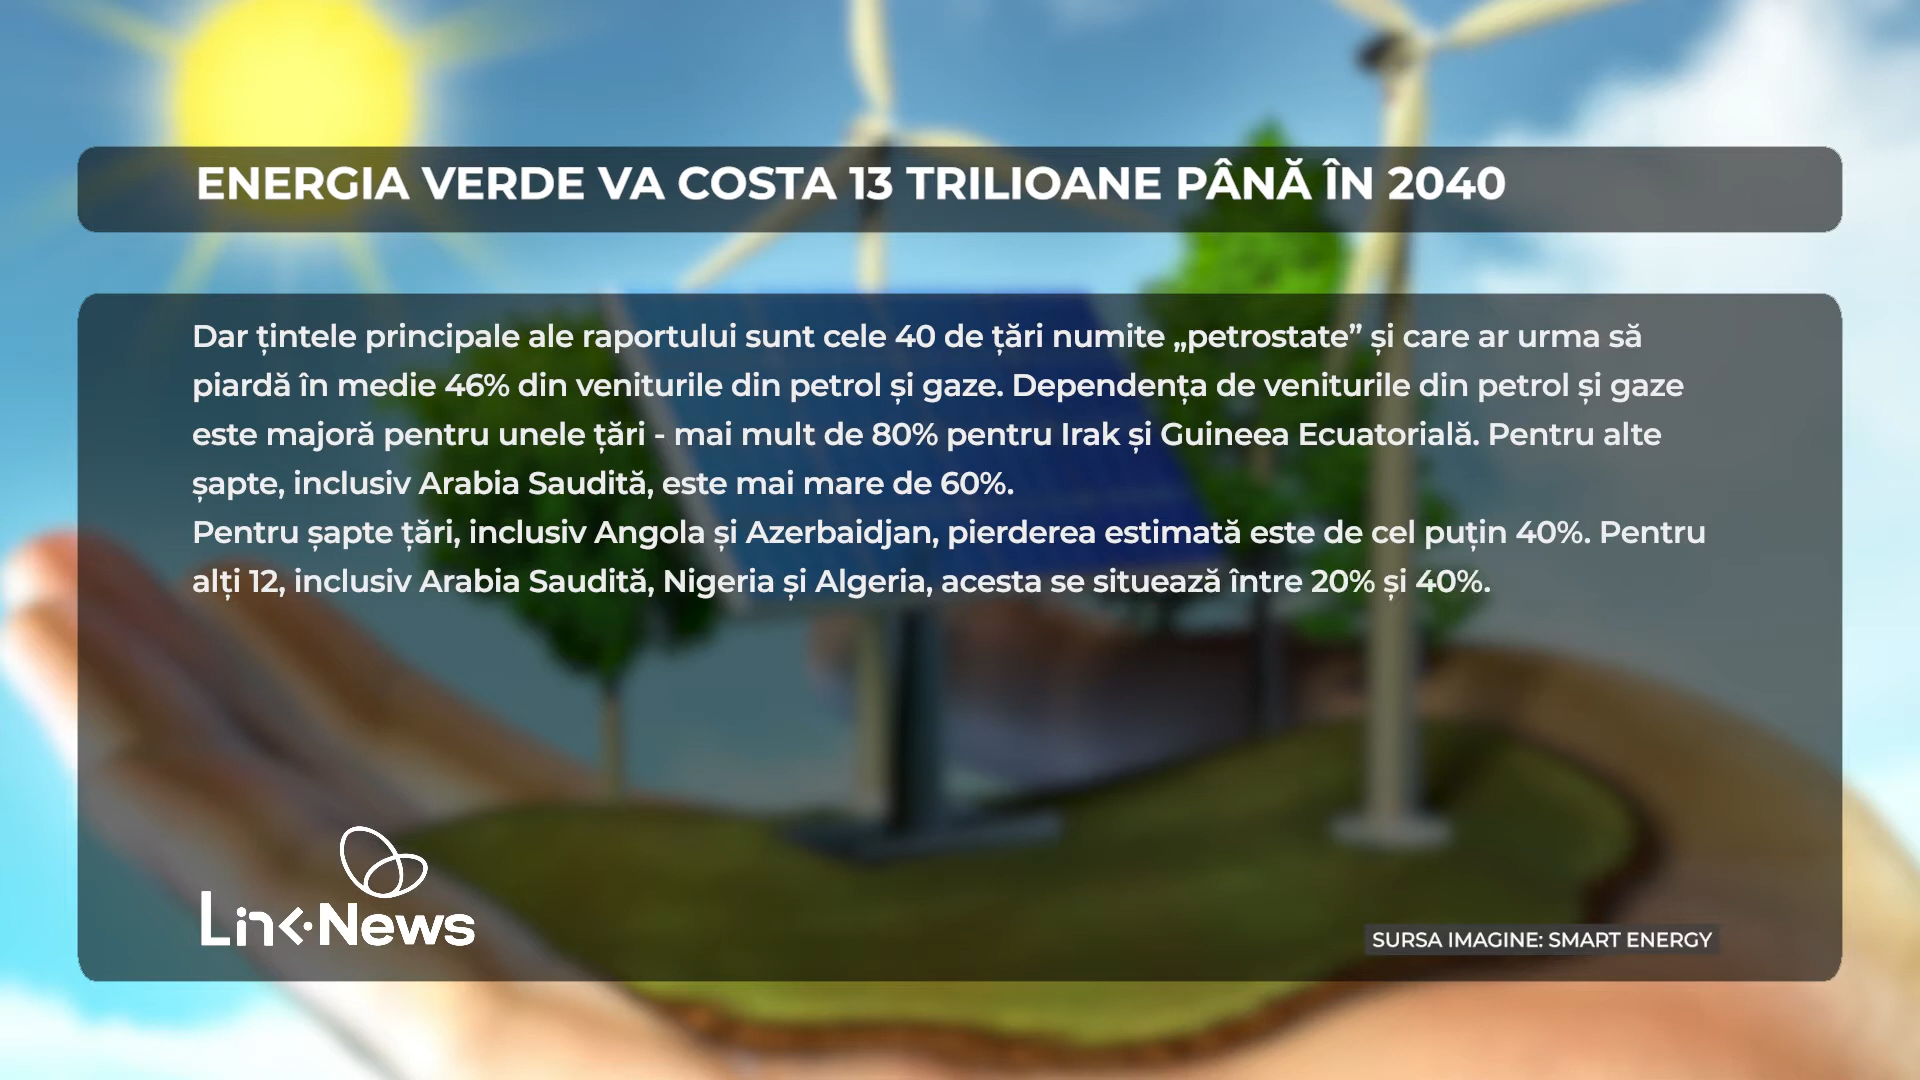 ENERGIA VERDE VA COSTA 13 TRILIOANE PÂNĂ ÎN 2040
Dar țintele principale ale raportului sunt cele 40 de țări numite „petrostate” și care ar urma să
piardă în medie 46% din veniturile din petrol și gaze. Dependența de veniturile din petrol și gaze
este majoră pentru unele țări - mai mult de 80% pentru Irak și Guineea Ecuatorială. Pentru alte
șapte, inclusiv Arabia Saudită, este mai mare de 60%.
Pentru șapte țări, inclusiv Angola și Azerbaidjan, pierderea estimată este de cel puțin 40%. Pentru
alți 12, inclusiv Arabia Saudită, Nigeria și Algeria, acesta se situează între 20% și 40%.
Link News
SURSA IMAGINE: SMART ENERGY